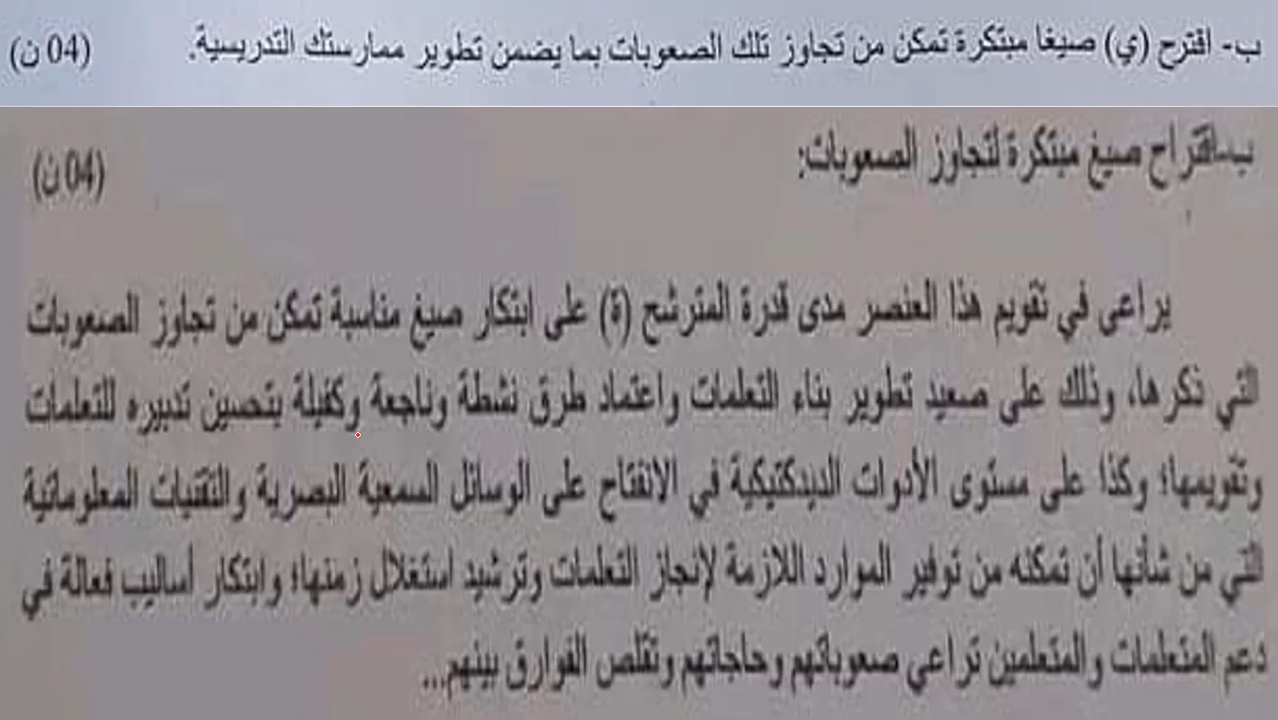 ب- اقترح (ي) صيغا مبتكرة تمكن من تجاوز تلك الصعوبات بما يضمن تطوير ممارستك التدريسية. (04 ن)
ب-اقتراح صيغ مبتكرة لتجاوز الصعوبات: (04 ن)
يراعى في تقويم هذا العنصر مدى قدرة المترشح (ة) على ابتكار صيغ مناسبة تمكن من تجاوز الصعوبات
التي ذكرها، وذلك على صعيد تطوير بناء التعلمات واعتماد طرق نشطة وناجعة وكفيلة بتحسين تدبيره للتعلمات
وتقويمها؛ وكذا على مستوى الأدوات الديدكتيكية في الانفتاح على الوسائل السمعية البصرية والتقنيات المعلوماتية
التي من شأنها أن تمكنه من توفير الموارد اللازمة لإنجاز التعلمات وترشيد استغلال زمنها؛ وابتكار أساليب فعالة في
دعم المتعلمات والمتعلمين تراعي صعوباتهم وحاجاتهم وتقلص الفوارق بينهم...